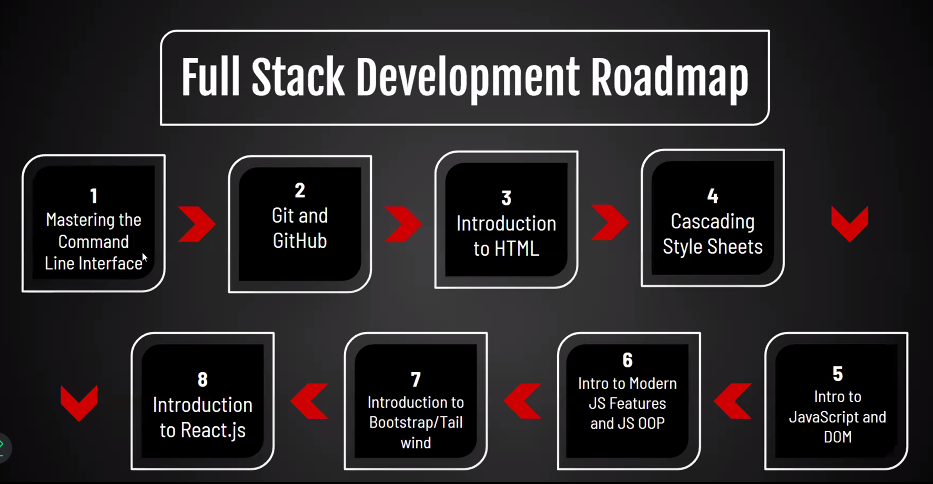 Full Stack Development Roadmap
1
Mastering the
Command
Line Interface
2
Git and
GitHub
3
Introduction
to HTML
4
Cascading
Style Sheets
5
Intro to
JavaScript and
DOM
6
Intro to Modern
JS Features
and JS OOP
7
Introduction to
Bootstrap/Tail
wind
8
Introduction
to React.js